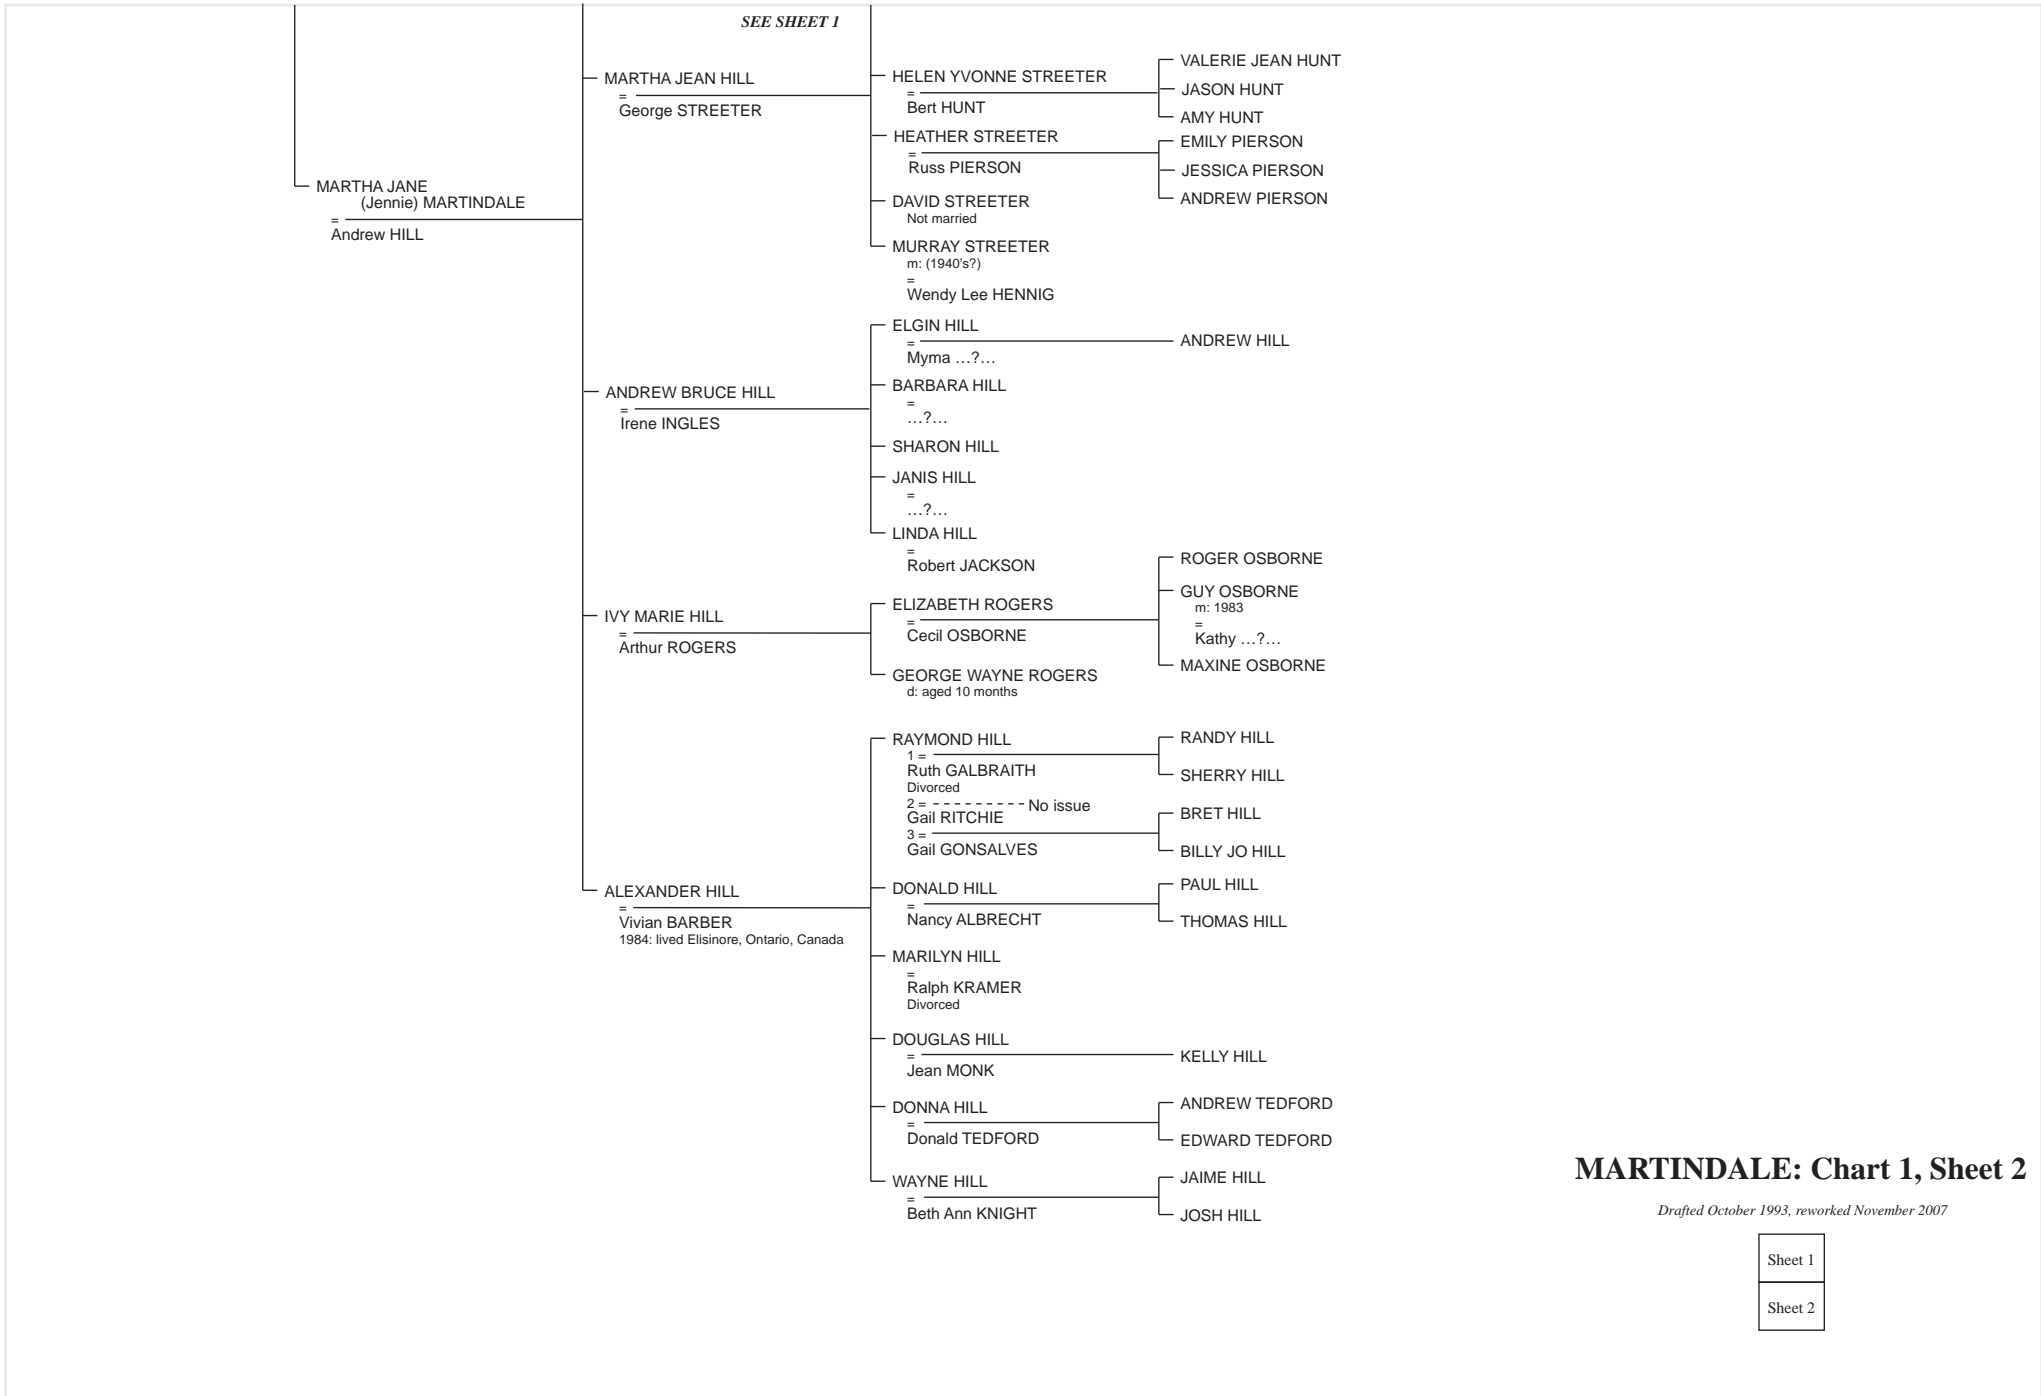 SEE SHEET 1
MARTHA JANE
(Jennie) MARTINDALE
=
Andrew HILL
MARTHA JEAN HILL
=
George STREETER
HELEN YVONNE STREETER
=
Bert HUNT
VALERIE JEAN HUNT
JASON HUNT
AMY HUNT
HEATHER STREETER
=
Russ PIERSON
EMILY PIERSON
JESSICA PIERSON
ANDREW PIERSON
DAVID STREETER
Not married
MURRAY STREETER
m: (1940's?)
=
Wendy Lee HENNIG
ANDREW BRUCE HILL
=
Irene INGLES
ELGIN HILL
=
Myma …?…
ANDREW HILL
BARBARA HILL
=
…?…
SHARON HILL
JANIS HILL
=
…?…
LINDA HILL
=
Robert JACKSON
IVY MARIE HILL
=
Arthur ROGERS
ELIZABETH ROGERS
=
Cecil OSBORNE
ROGER OSBORNE
GUY OSBORNE
m: 1983
=
Kathy …?…
MAXINE OSBORNE
GEORGE WAYNE ROGERS
d: aged 10 months
ALEXANDER HILL
=
Vivian BARBER
1984: lived Elisinore, Ontario, Canada
RAYMOND HILL
1 =
Ruth GALBRAITH
Divorced
2 = - - - - - - - - - No issue
Gail RITCHIE
3 =
Gail GONSALVES
RANDY HILL
SHERRY HILL
BRET HILL
BILLY JO HILL
DONALD HILL
=
Nancy ALBRECHT
PAUL HILL
THOMAS HILL
MARILYN HILL
=
Ralph KRAMER
Divorced
DOUGLAS HILL
=
Jean MONK
KELLY HILL
DONNA HILL
=
Donald TEDFORD
ANDREW TEDFORD
EDWARD TEDFORD
WAYNE HILL
=
Beth Ann KNIGHT
JAIME HILL
JOSH HILL
MARTINDALE: Chart 1, Sheet 2
Drafted October 1993, reworked November 2007
Sheet 1
Sheet 2